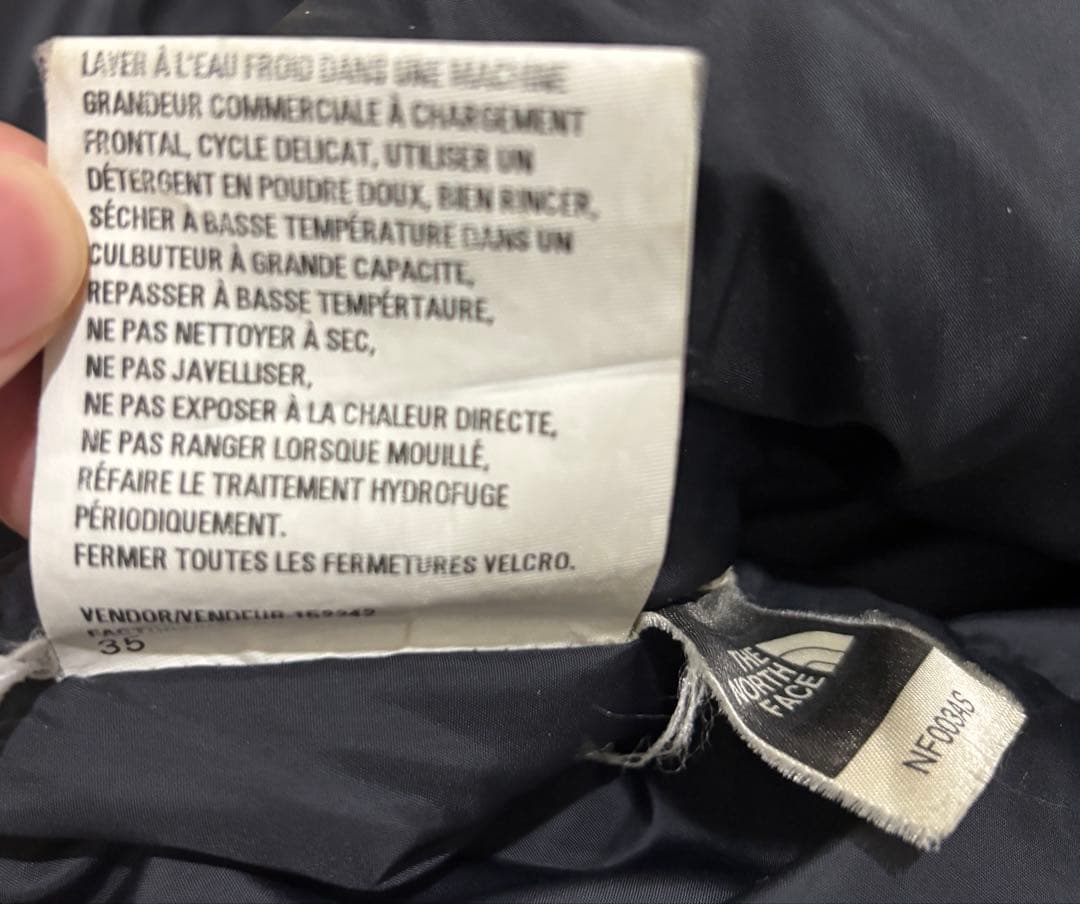 LAVER À L'EAU FROID DANS UNE MACHINE
GRANDEUR COMMERCIALE À CHARGEMENT
FRONTAL, CYCLE DELICAT, UTILISER UN
DÉTERGENT EN POUDRE DOUX, BIEN RINCER,
SÉCHER À BASSE TEMPÉRATURE DANS UN
CULBUTEUR À GRANDE CAPACITE,
REPASSER À BASSE TEMPÉRTAURE,
NE PAS NETTOYER À SEC,
NE PAS JAVELLISER,
NE PAS EXPOSER À LA CHALEUR DIRECTE,
NE PAS RANGER LORSQUE MOUILLÉ,
RÉFAIRE LE TRAITEMENT HYDROFUGE
PÉRIODIQUEMENT.
FERMER TOUTES LES FERMETURES VELCRO.
VENDOR/VENDEUR
35
THE
NORTH
FACE
NF003AS